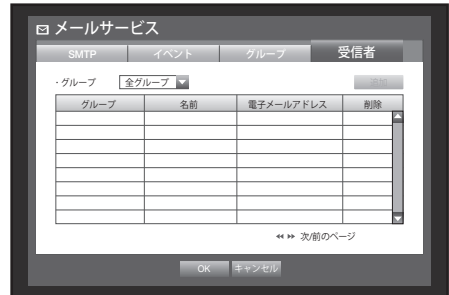 メールサービス
SMTP イベント グループ 受信者
・グループ 全グループ 追加
グループ 名前 電子メールアドレス 削除
次/前のページ
OK キャンセル